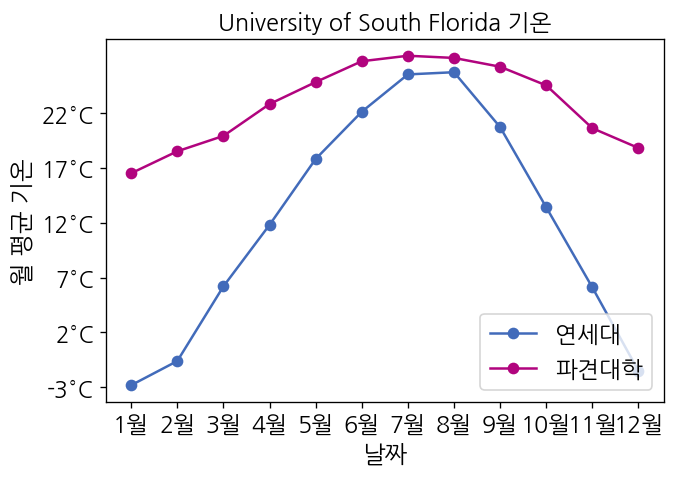 University of South Florida 기온
월 평균 기온
22˚C
17˚C
12˚C
7˚C
2˚C
-3˚C
연세대
파견대학
1월 2월 3월 4월 5월 6월 7월 8월 9월 10월 11월 12월
날짜